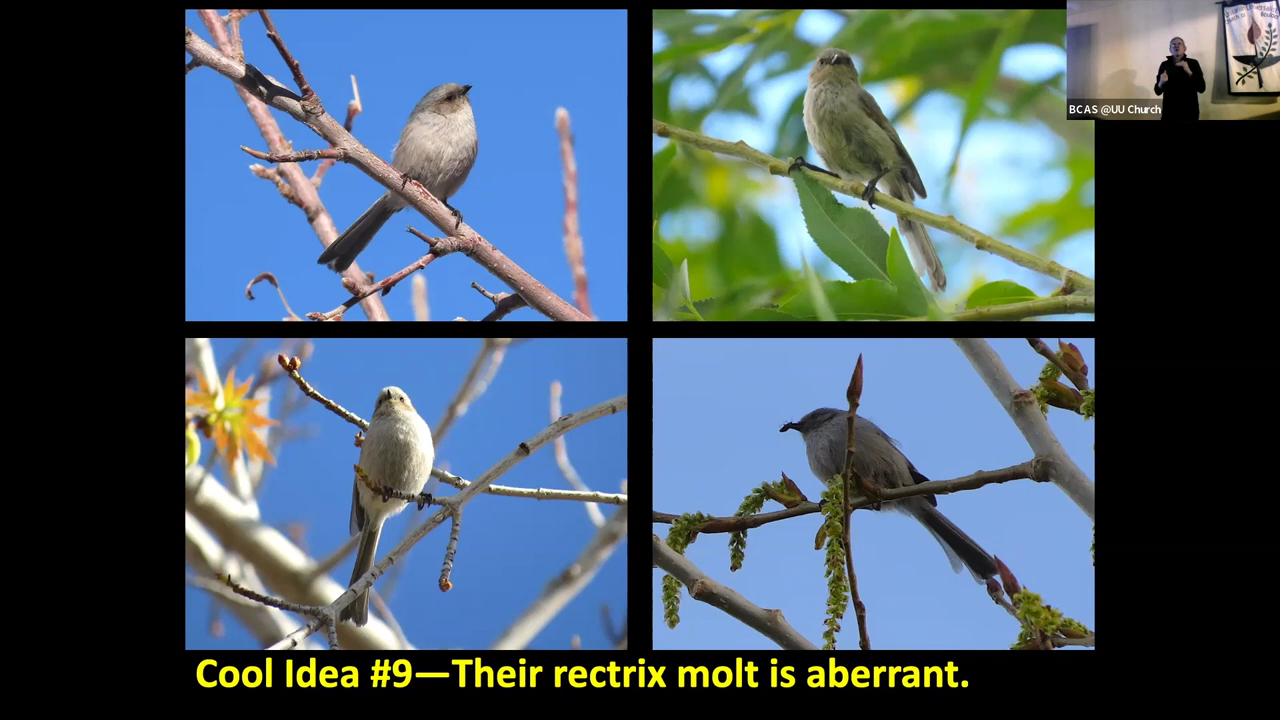 BCAS @UU Church
Cool Idea #9—Their rectrix molt is aberrant.